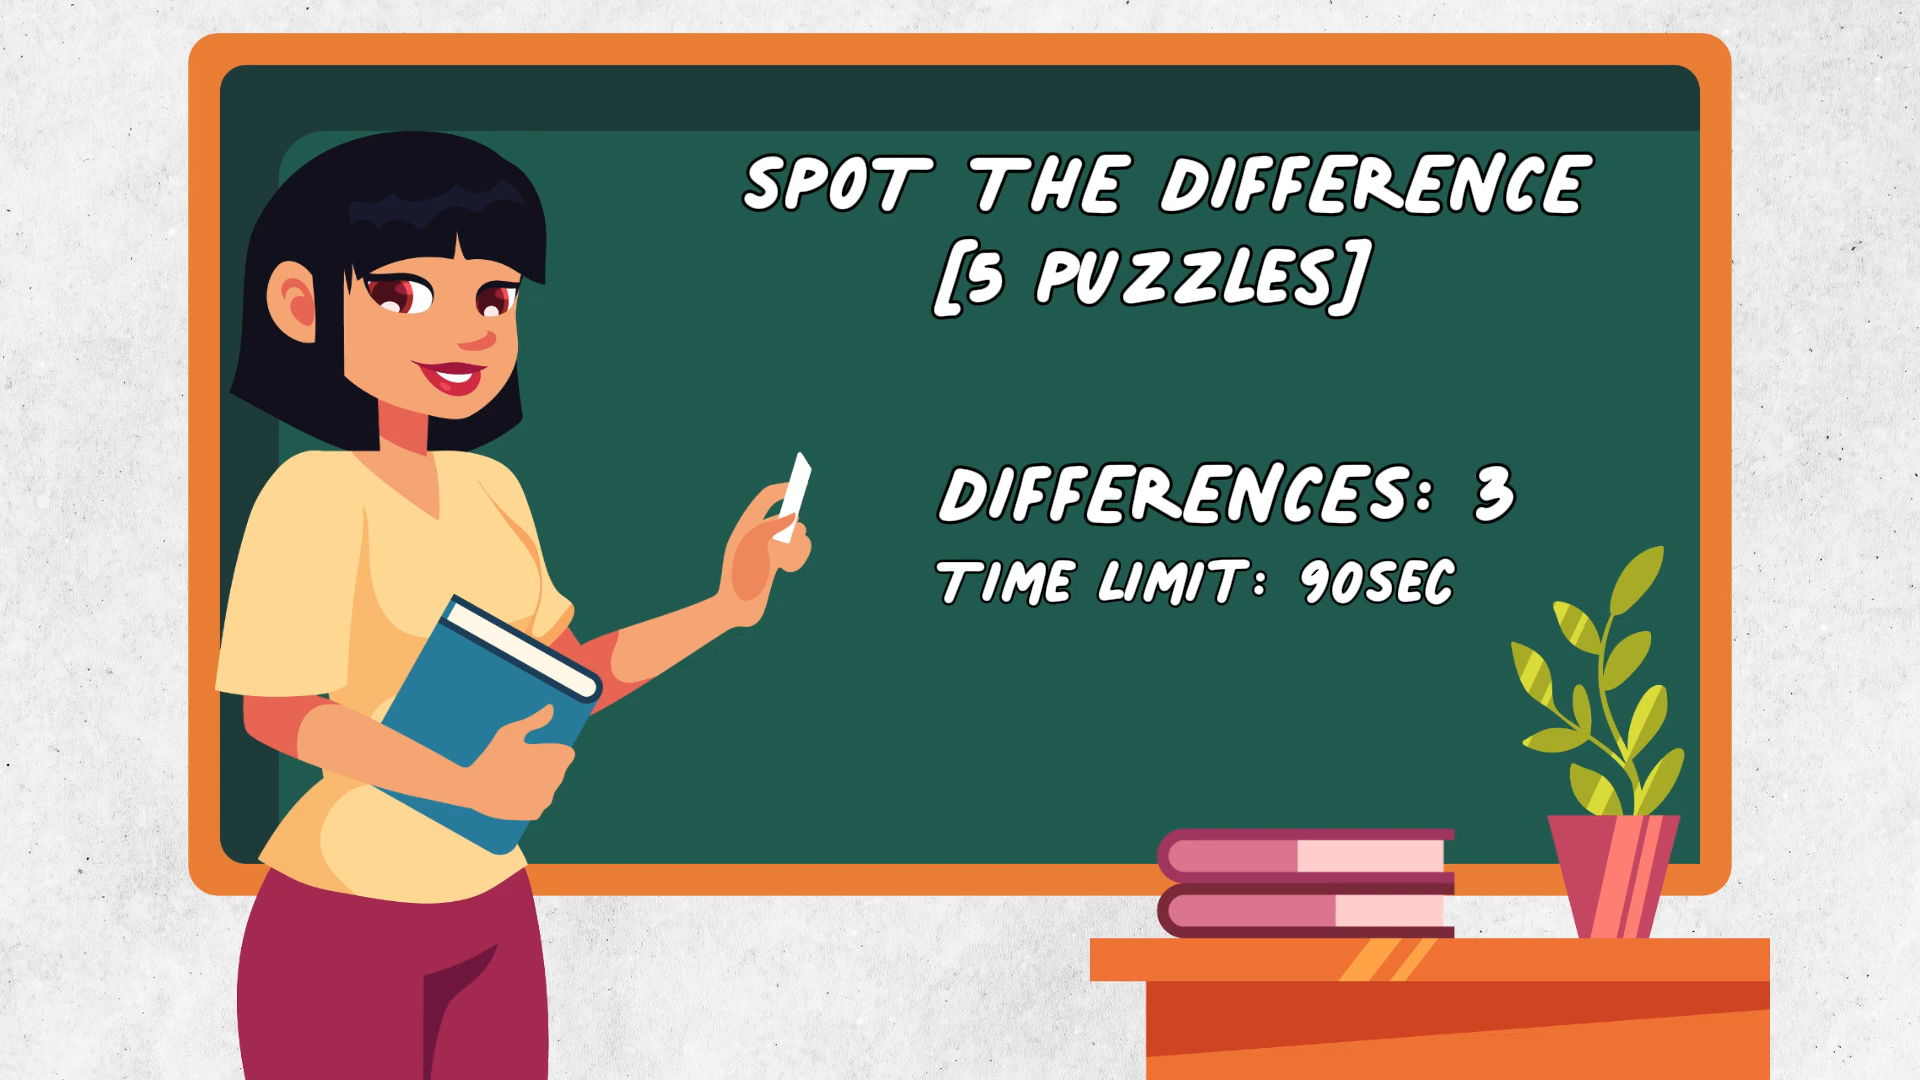 SPOT THE DIFFERENCE
[5 PUZZLES]
DIFFERENCES: 3
TIME LIMIT: 90SEC